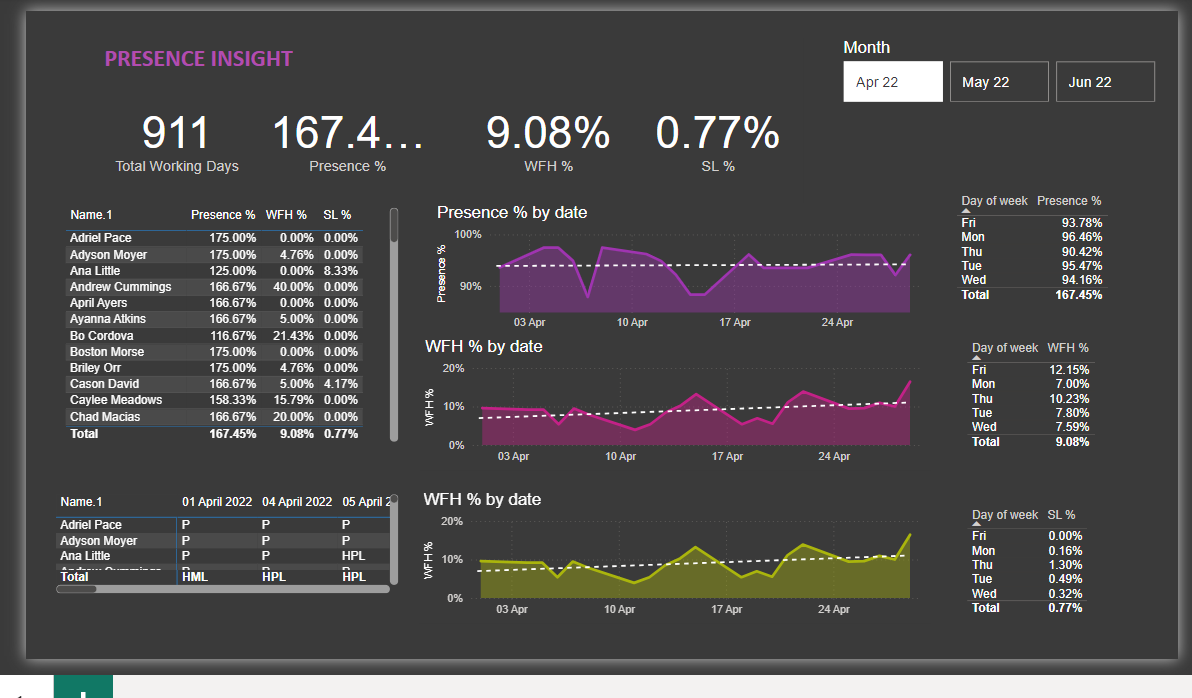 PRESENCE INSIGHT
Month
Apr 22 May 22 Jun 22
911 167.4... 9.08% 0.77%
Total Working Days Presence % WFH % SL %
Name.1 Presence % WFH % SL %
Adriel Pace 175.00% 0.00% 0.00%
Adyson Moyer 175.00% 4.76% 0.00%
Ana Little 125.00% 0.00% 8.33%
Andrew Cummings 166.67% 40.00% 0.00%
April Ayers 166.67% 0.00% 0.00%
Ayanna Atkins 166.67% 5.00% 0.00%
Bo Cordova 116.67% 21.43% 0.00%
Boston Morse 175.00% 0.00% 0.00%
Briley Orr 175.00% 4.76% 0.00%
Cason David 166.67% 5.00% 4.17%
Caylee Meadows 158.33% 15.79% 0.00%
Chad Macias 166.67% 20.00% 0.00%
Total 167.45% 9.08% 0.77%
Presence % by date
Presence %
100%
90%
03 Apr 10 Apr 17 Apr 24 Apr
Day of week Presence %
Fri 93.78%
Mon 96.46%
Thu 90.42%
Tue 95.47%
Wed 94.16%
Total 167.45%
WFH % by date
WFH %
20%
10%
0%
03 Apr 10 Apr 17 Apr 24 Apr
Day of week WFH %
Fri 12.15%
Mon 7.00%
Thu 10.23%
Tue 7.80%
Wed 7.59%
Total 9.08%
Name.1 01 April 2022 04 April 2022 05 April 2
Adriel Pace P P P
Adyson Moyer P P P
Ana Little P P HPL
Total HML HPL HPL
WFH % by date
WFH %
20%
10%
0%
03 Apr 10 Apr 17 Apr 24 Apr
Day of week SL %
Fri 0.00%
Mon 0.16%
Thu 1.30%
Tue 0.49%
Wed 0.32%
Total 0.77%